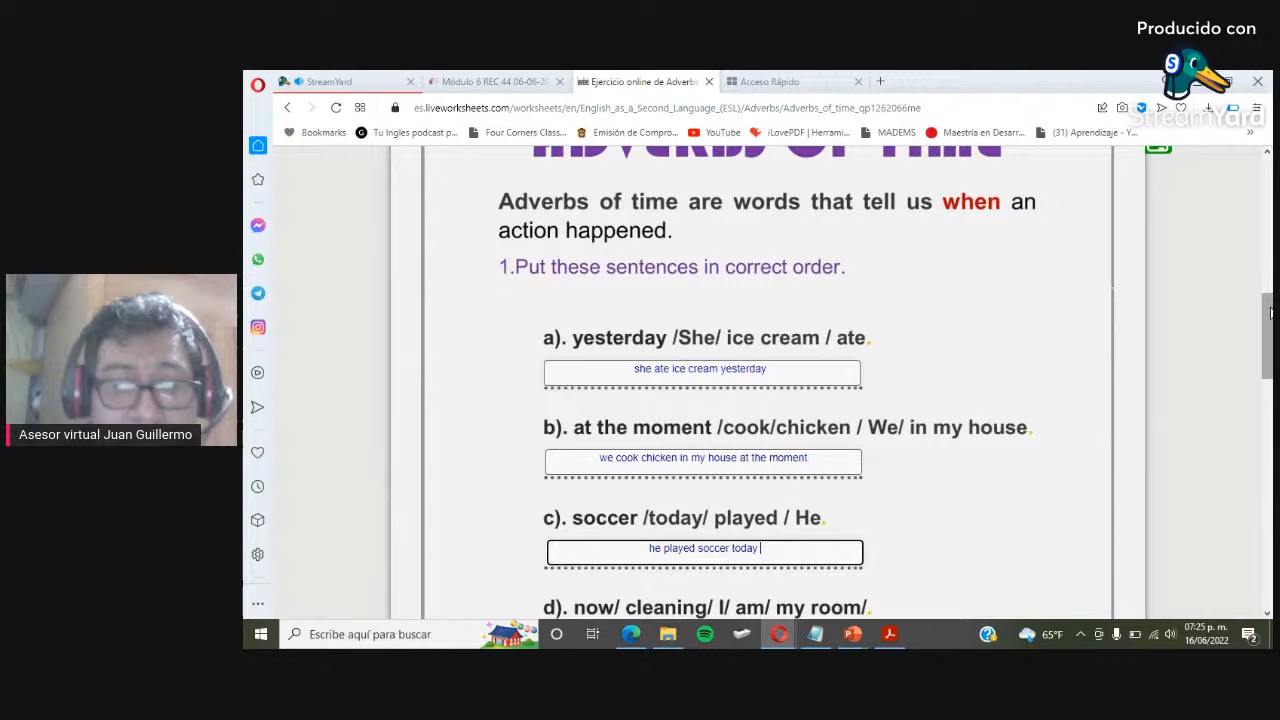 Producido con
StreamYard
StreamYard
Módulo 6 REC 44 06-06-20
Ejercicio online de Adverbs
Acceso Rápido
es.liveworksheets.com/worksheets/en/English_as_a_Second_Language_(ESL)/Adverbs/Adverbs_of_time_qp1262066me
Bookmarks
Tu Ingles podcast p...
Four Corners Class...
Emisión de Compro...
YouTube
iLovePDF | Herrami...
MADEMS
Maestría en Desarr...
(31) Aprendizaje - Y...
ADVERBS OF TIME
Adverbs of time are words that tell us when an
action happened.
1.Put these sentences in correct order.
a). yesterday /She/ ice cream / ate.
she ate ice cream yesterday
b). at the moment /cook/chicken / We/ in my house.
we cook chicken in my house at the moment
c). soccer /today/ played / He.
he played soccer today
d). now/ cleaning/ I/ am/ my room/.
Asesor virtual Juan Guillermo
Escribe aquí para buscar
65°F
07:25 p. m.
16/06/2022